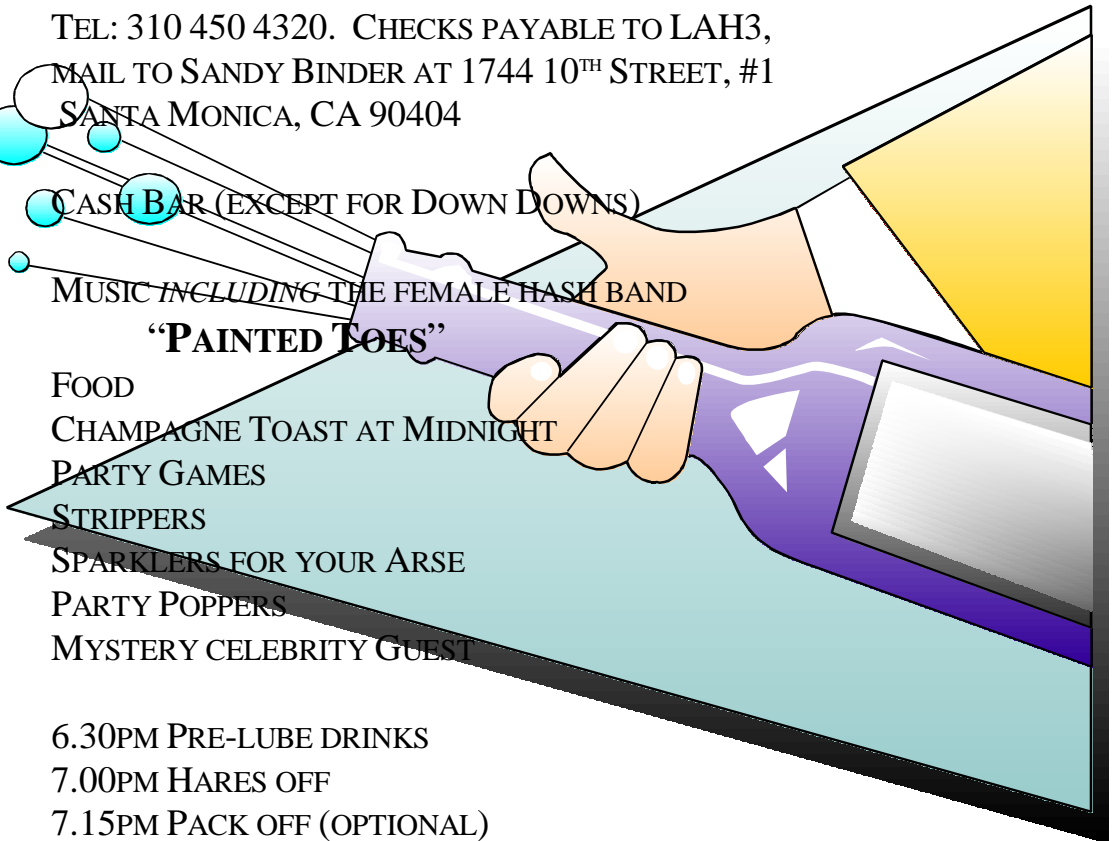 TEL: 310 450 4320.  CHECKS PAYABLE TO LAH3,
MAIL TO SANDY BINDER AT 1744 10TH STREET, #1
SANTA MONICA, CA 90404
CASH BAR (EXCEPT FOR DOWN DOWNS)
MUSIC INCLUDING THE FEMALE HASH BAND
“PAINTED TOES”
FOOD
CHAMPAGNE TOAST AT MIDNIGHT
PARTY GAMES
STRIPPERS
SPARKLERS FOR YOUR ARSE
PARTY POPPERS
MYSTERY CELEBRITY GUEST
6.30PM PRE-LUBE DRINKS
7.00PM HARES OFF
7.15PM PACK OFF (OPTIONAL)